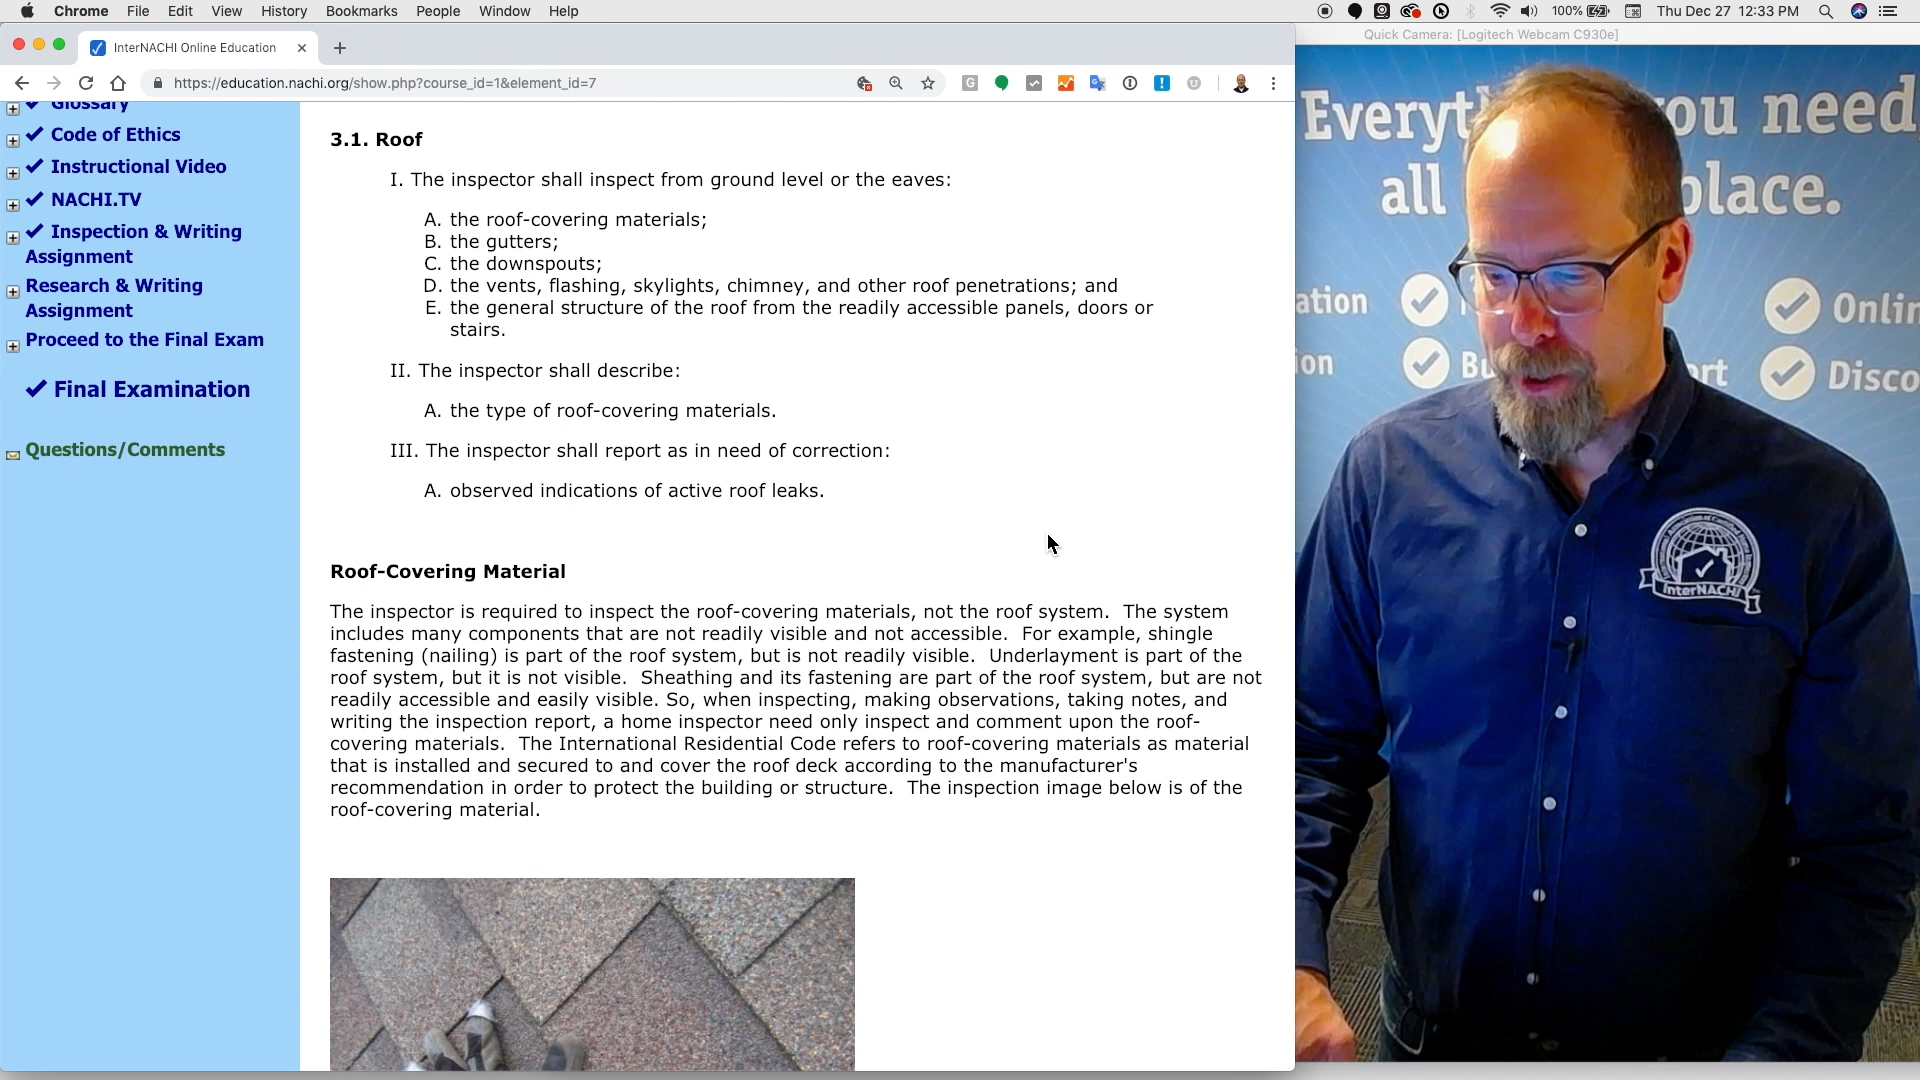 Chrome File Edit View History Bookmarks People Window Help
100% Thu Dec 27 12:33 PM
Quick Camera: [Logitech Webcam C930e]
InterNACHI Online Education
https://education.nachi.org/show.php?course_id=1&element_id=7
Glossary
Code of Ethics
Instructional Video
NACHI.TV
Inspection & Writing
Assignment
Research & Writing
Assignment
Proceed to the Final Exam
Final Examination
Questions/Comments
3.1. Roof
I. The inspector shall inspect from ground level or the eaves:
A. the roof-covering materials;
B. the gutters;
C. the downspouts;
D. the vents, flashing, skylights, chimney, and other roof penetrations; and
E. the general structure of the roof from the readily accessible panels, doors or
stairs.
II. The inspector shall describe:
A. the type of roof-covering materials.
III. The inspector shall report as in need of correction:
A. observed indications of active roof leaks.
Roof-Covering Material
The inspector is required to inspect the roof-covering materials, not the roof system. The system
includes many components that are not readily visible and not accessible. For example, shingle
fastening (nailing) is part of the roof system, but is not readily visible. Underlayment is part of the
roof system, but it is not visible. Sheathing and its fastening are part of the roof system, but are not
readily accessible and easily visible. So, when inspecting, making observations, taking notes, and
writing the inspection report, a home inspector need only inspect and comment upon the roof-
covering materials. The International Residential Code refers to roof-covering materials as material
that is installed and secured to and cover the roof deck according to the manufacturer's
recommendation in order to protect the building or structure. The inspection image below is of the
roof-covering material.
Everyth ou need
all place.
ation Onlin
ion Bu rt Disco
InterNACHI